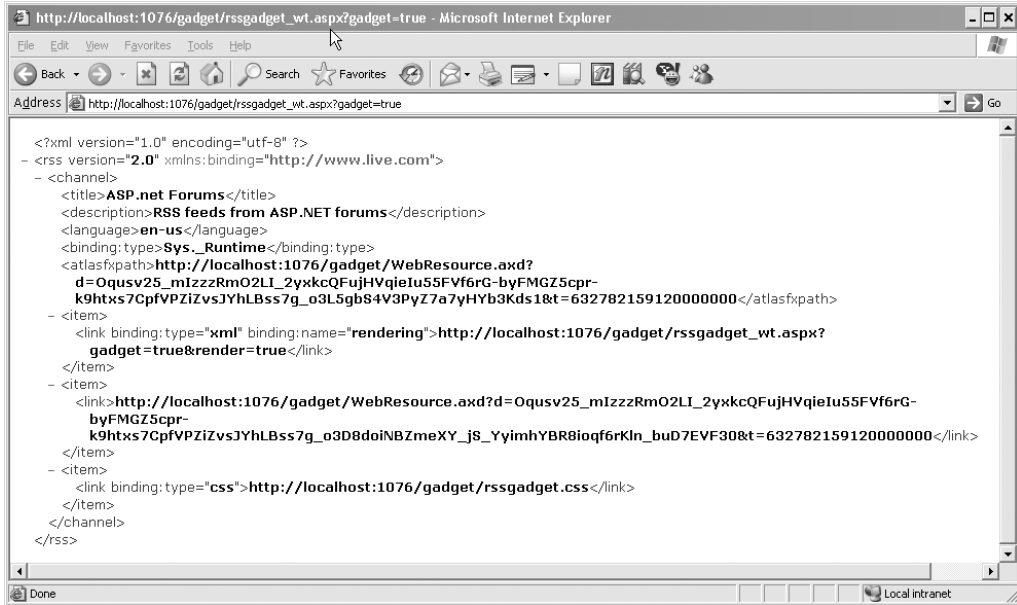 http://localhost:1076/gadget/rssgadget_wt.aspx?gadget=true - Microsoft Internet Explorer
File Edit View Favorites Tools Help
Back Search Favorites
Address http://localhost:1076/gadget/rssgadget_wt.aspx?gadget=true Go
<?xml version="1.0" encoding="utf-8" ?>
– <rss version="2.0" xmlns:binding="http://www.live.com">
– <channel>
<title>ASP.net Forums</title>
<description>RSS feeds from ASP.NET forums</description>
<language>en-us</language>
<binding:type>Sys._Runtime</binding:type>
<atlasfxpath>http://localhost:1076/gadget/WebResource.axd?
d=Oqusv25_mIzzzRmO2LI_2yxkcQFujHVqieIu55FVf6rG-byFMGZ5cpr-
k9htxs7CpfVPZiZvsJYhLBss7g_o3L5gbS4V3PyZ7a7yHYb3Kds1&t=632782159120000000</atlasfxpath>
– <item>
<link binding:type="xml" binding:name="rendering">http://localhost:1076/gadget/rssgadget_wt.aspx?
gadget=true&render=true</link>
</item>
– <item>
<link>http://localhost:1076/gadget/WebResource.axd?d=Oqusv25_mIzzzRmO2LI_2yxkcQFujHVqieIu55FVf6rG-
byFMGZ5cpr-
k9htxs7CpfVPZiZvsJYhLBss7g_o3D8doiNBZmeXY_jS_YyimhYBR8ioqf6rKln_buD7EVF30&t=632782159120000000</link>
</item>
– <item>
<link binding:type="css">http://localhost:1076/gadget/rssgadget.css</link>
</item>
</channel>
</rss>
Done Local intranet